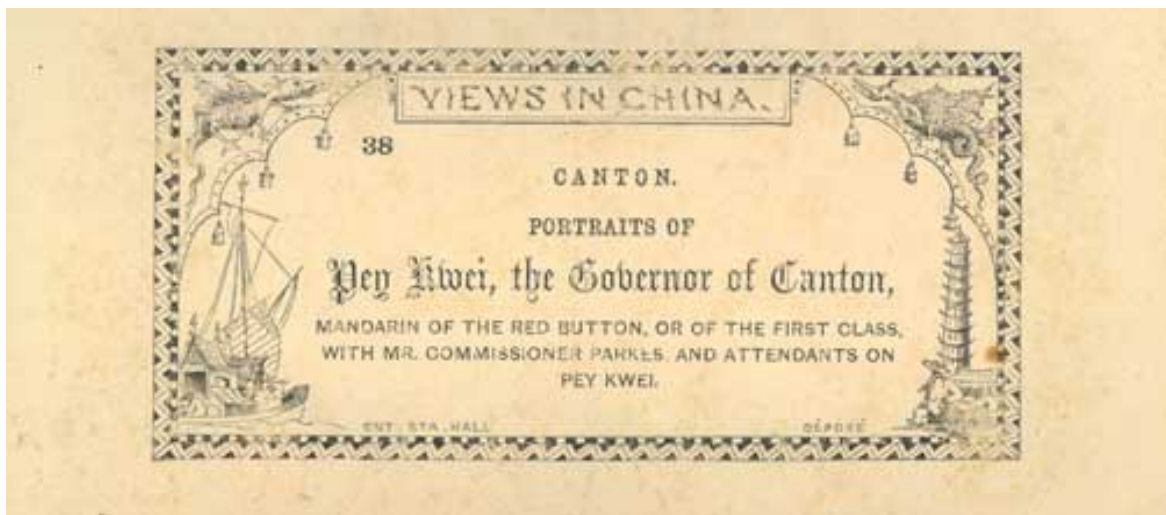 VIEWS IN CHINA.
38
CANTON.
PORTRAITS OF
Pey Kwei, the Governor of Canton,
MANDARIN OF THE RED BUTTON, OR OF THE FIRST CLASS,
WITH MR. COMMISSIONER PARKES, AND ATTENDANTS ON
PEY KWEI.
ENT. STA. HALL
DÉPOSÉ